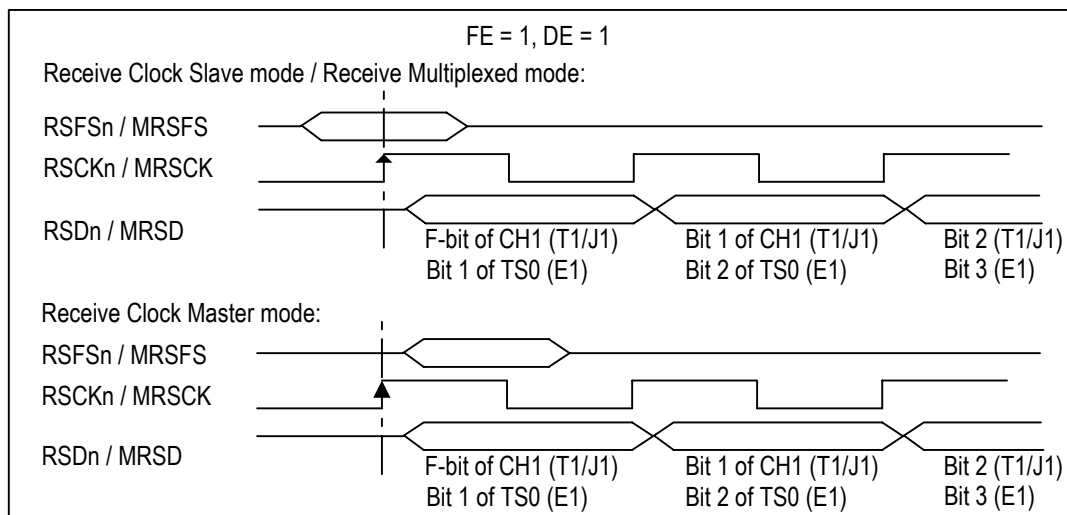 FE = 1, DE = 1
Receive Clock Slave mode / Receive Multiplexed mode:
RSFSn / MRSFS
RSCKn / MRSCK
RSDn / MRSD
F-bit of CH1 (T1/J1) Bit 1 of CH1 (T1/J1) Bit 2 (T1/J1)
Bit 1 of TS0 (E1) Bit 2 of TS0 (E1) Bit 3 (E1)
Receive Clock Master mode:
RSFSn / MRSFS
RSCKn / MRSCK
RSDn / MRSD
F-bit of CH1 (T1/J1) Bit 1 of CH1 (T1/J1) Bit 2 (T1/J1)
Bit 1 of TS0 (E1) Bit 2 of TS0 (E1) Bit 3 (E1)